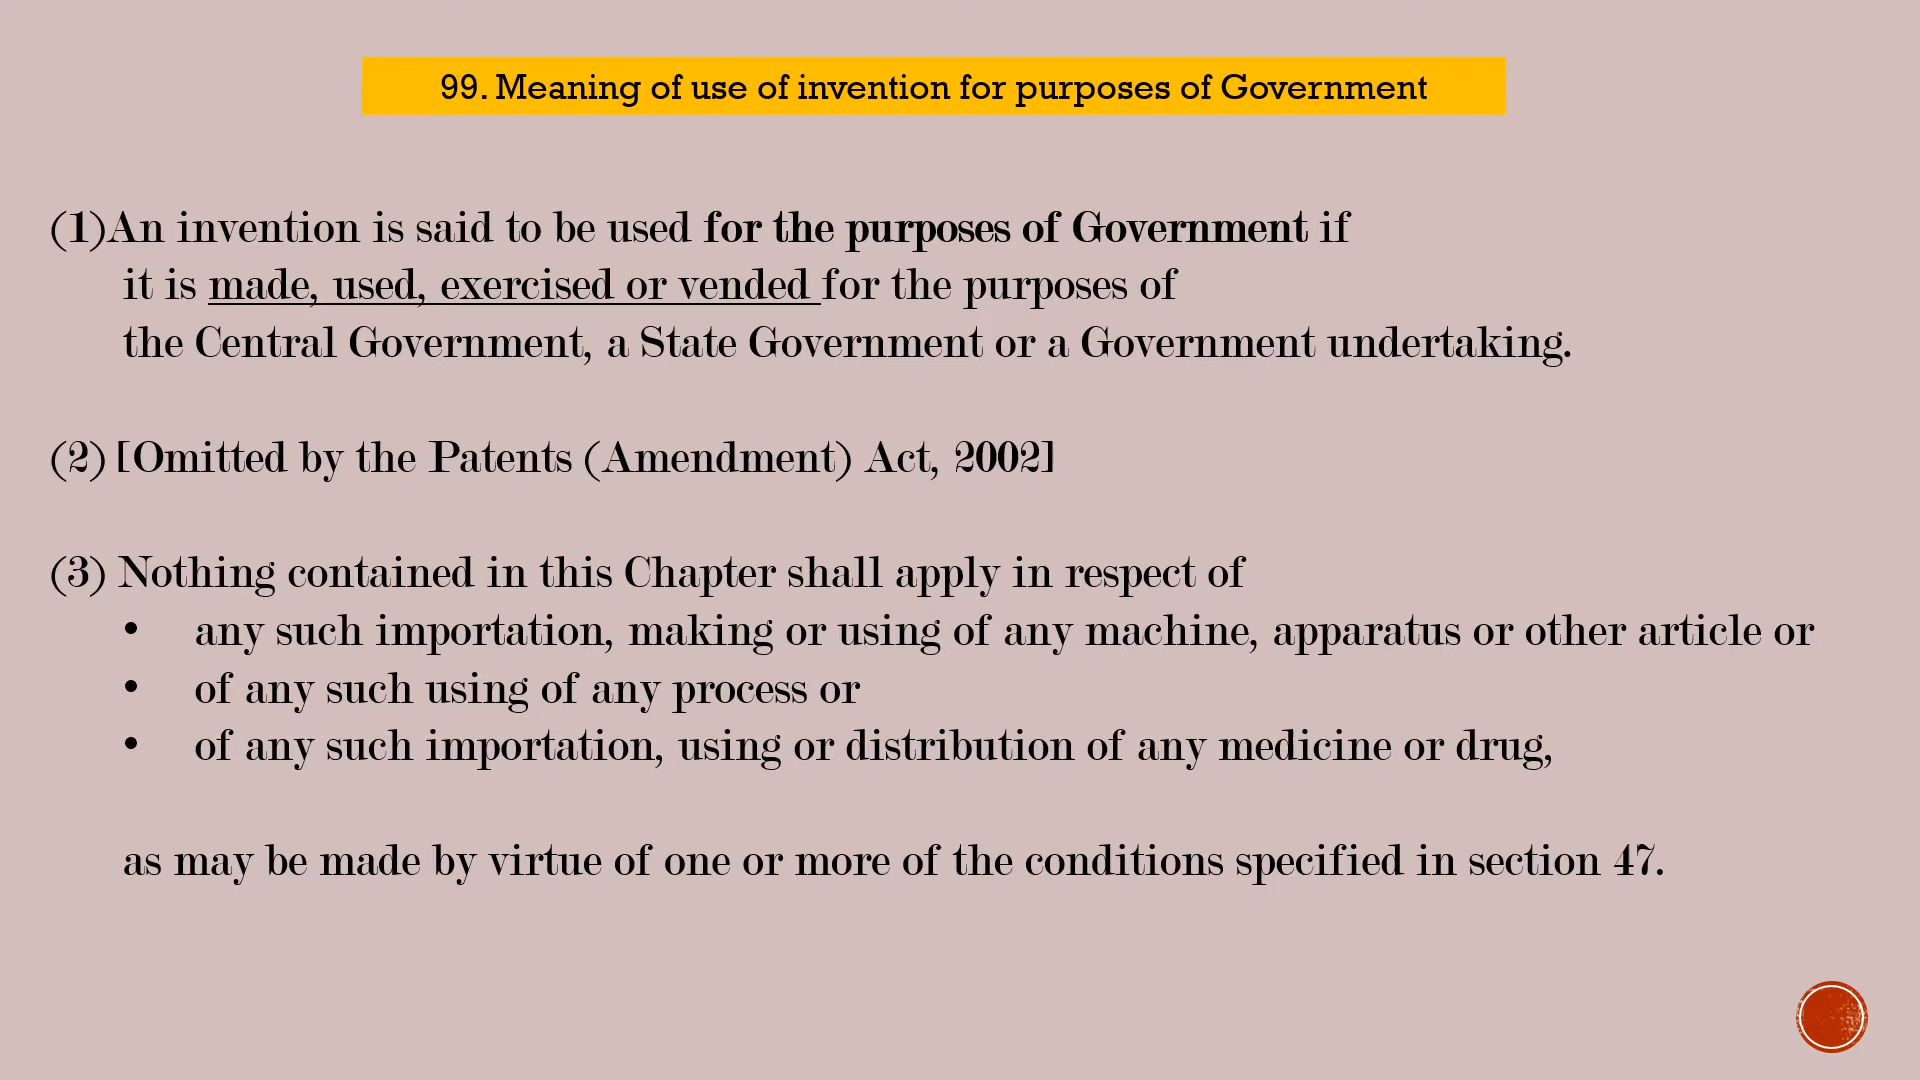 99. Meaning of use of invention for purposes of Government
(1)An invention is said to be used for the purposes of Government if
it is made, used, exercised or vended for the purposes of
the Central Government, a State Government or a Government undertaking.
(2) [Omitted by the Patents (Amendment) Act, 2002]
(3) Nothing contained in this Chapter shall apply in respect of
• any such importation, making or using of any machine, apparatus or other article or
• of any such using of any process or
• of any such importation, using or distribution of any medicine or drug,
as may be made by virtue of one or more of the conditions specified in section 47.